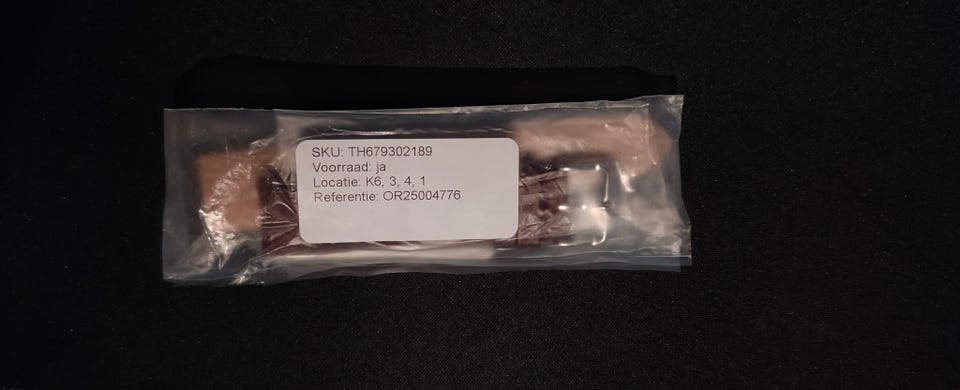 SKU: TH679302189
Voorraad: ja
Locatie: K6, 3, 4, 1
Referentie: OR25004776